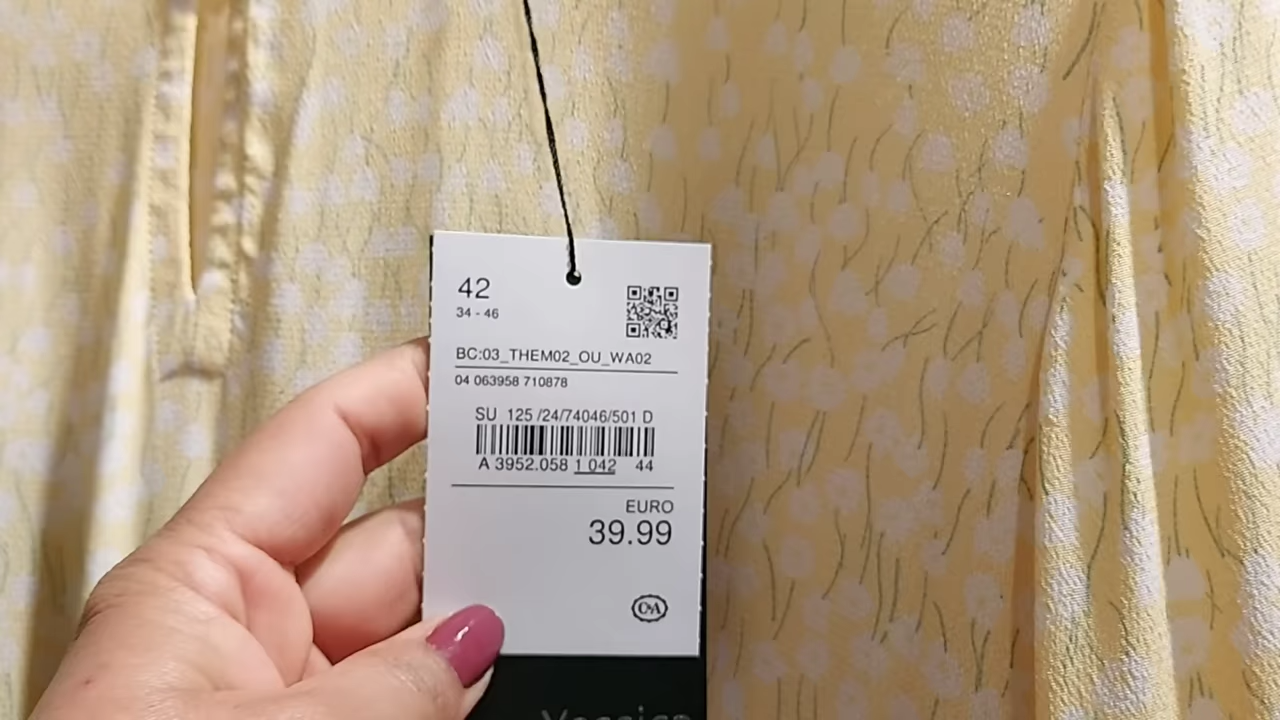 42
34 - 46
BC:03_THEM02_OU_WA02
04 063958 710878
SU 125 /24/74046/501 D
A 3952.058 1 042 44
EURO
39.99
C&A